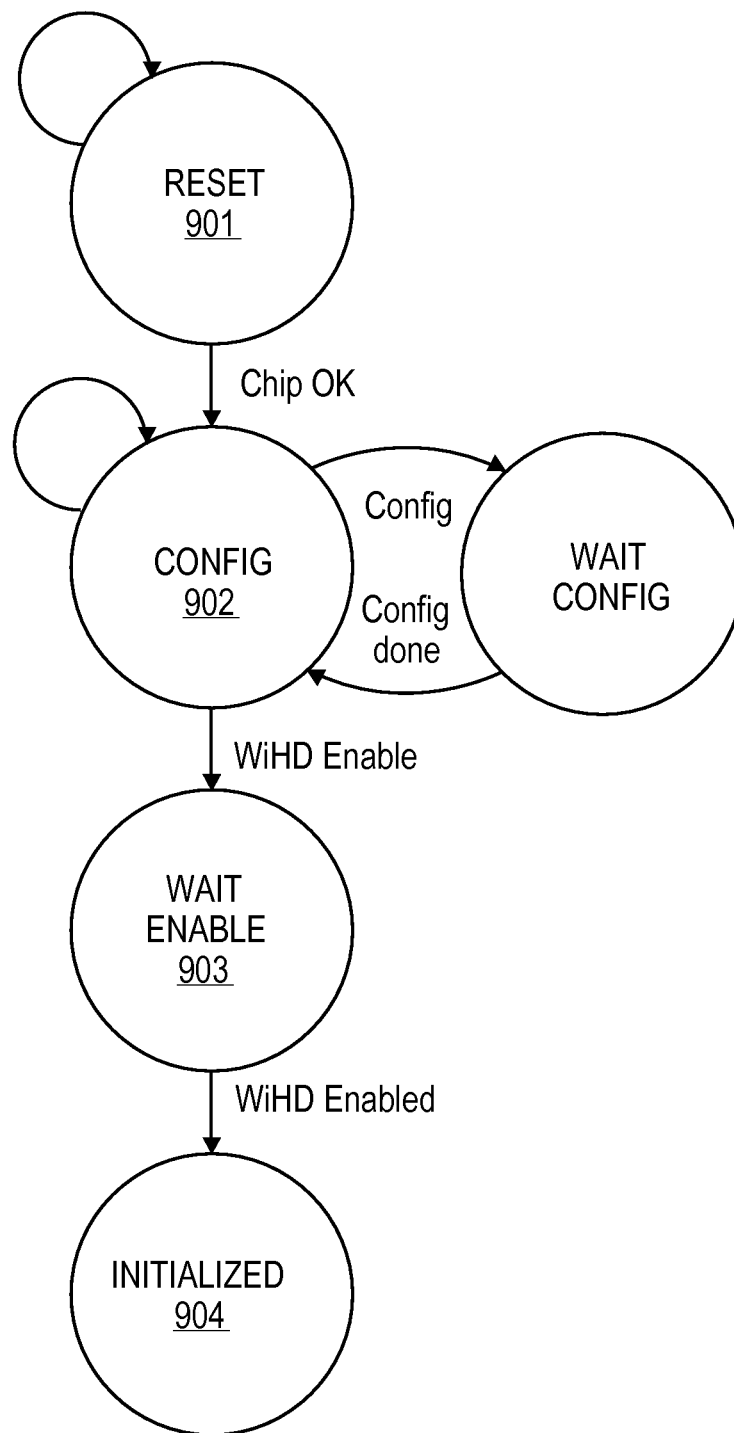 RESET
901
Chip OK
Config
CONFIG
902
WAIT
CONFIG
Config
done
WiHD Enable
WAIT
ENABLE
903
WiHD Enabled
INITIALIZED
904